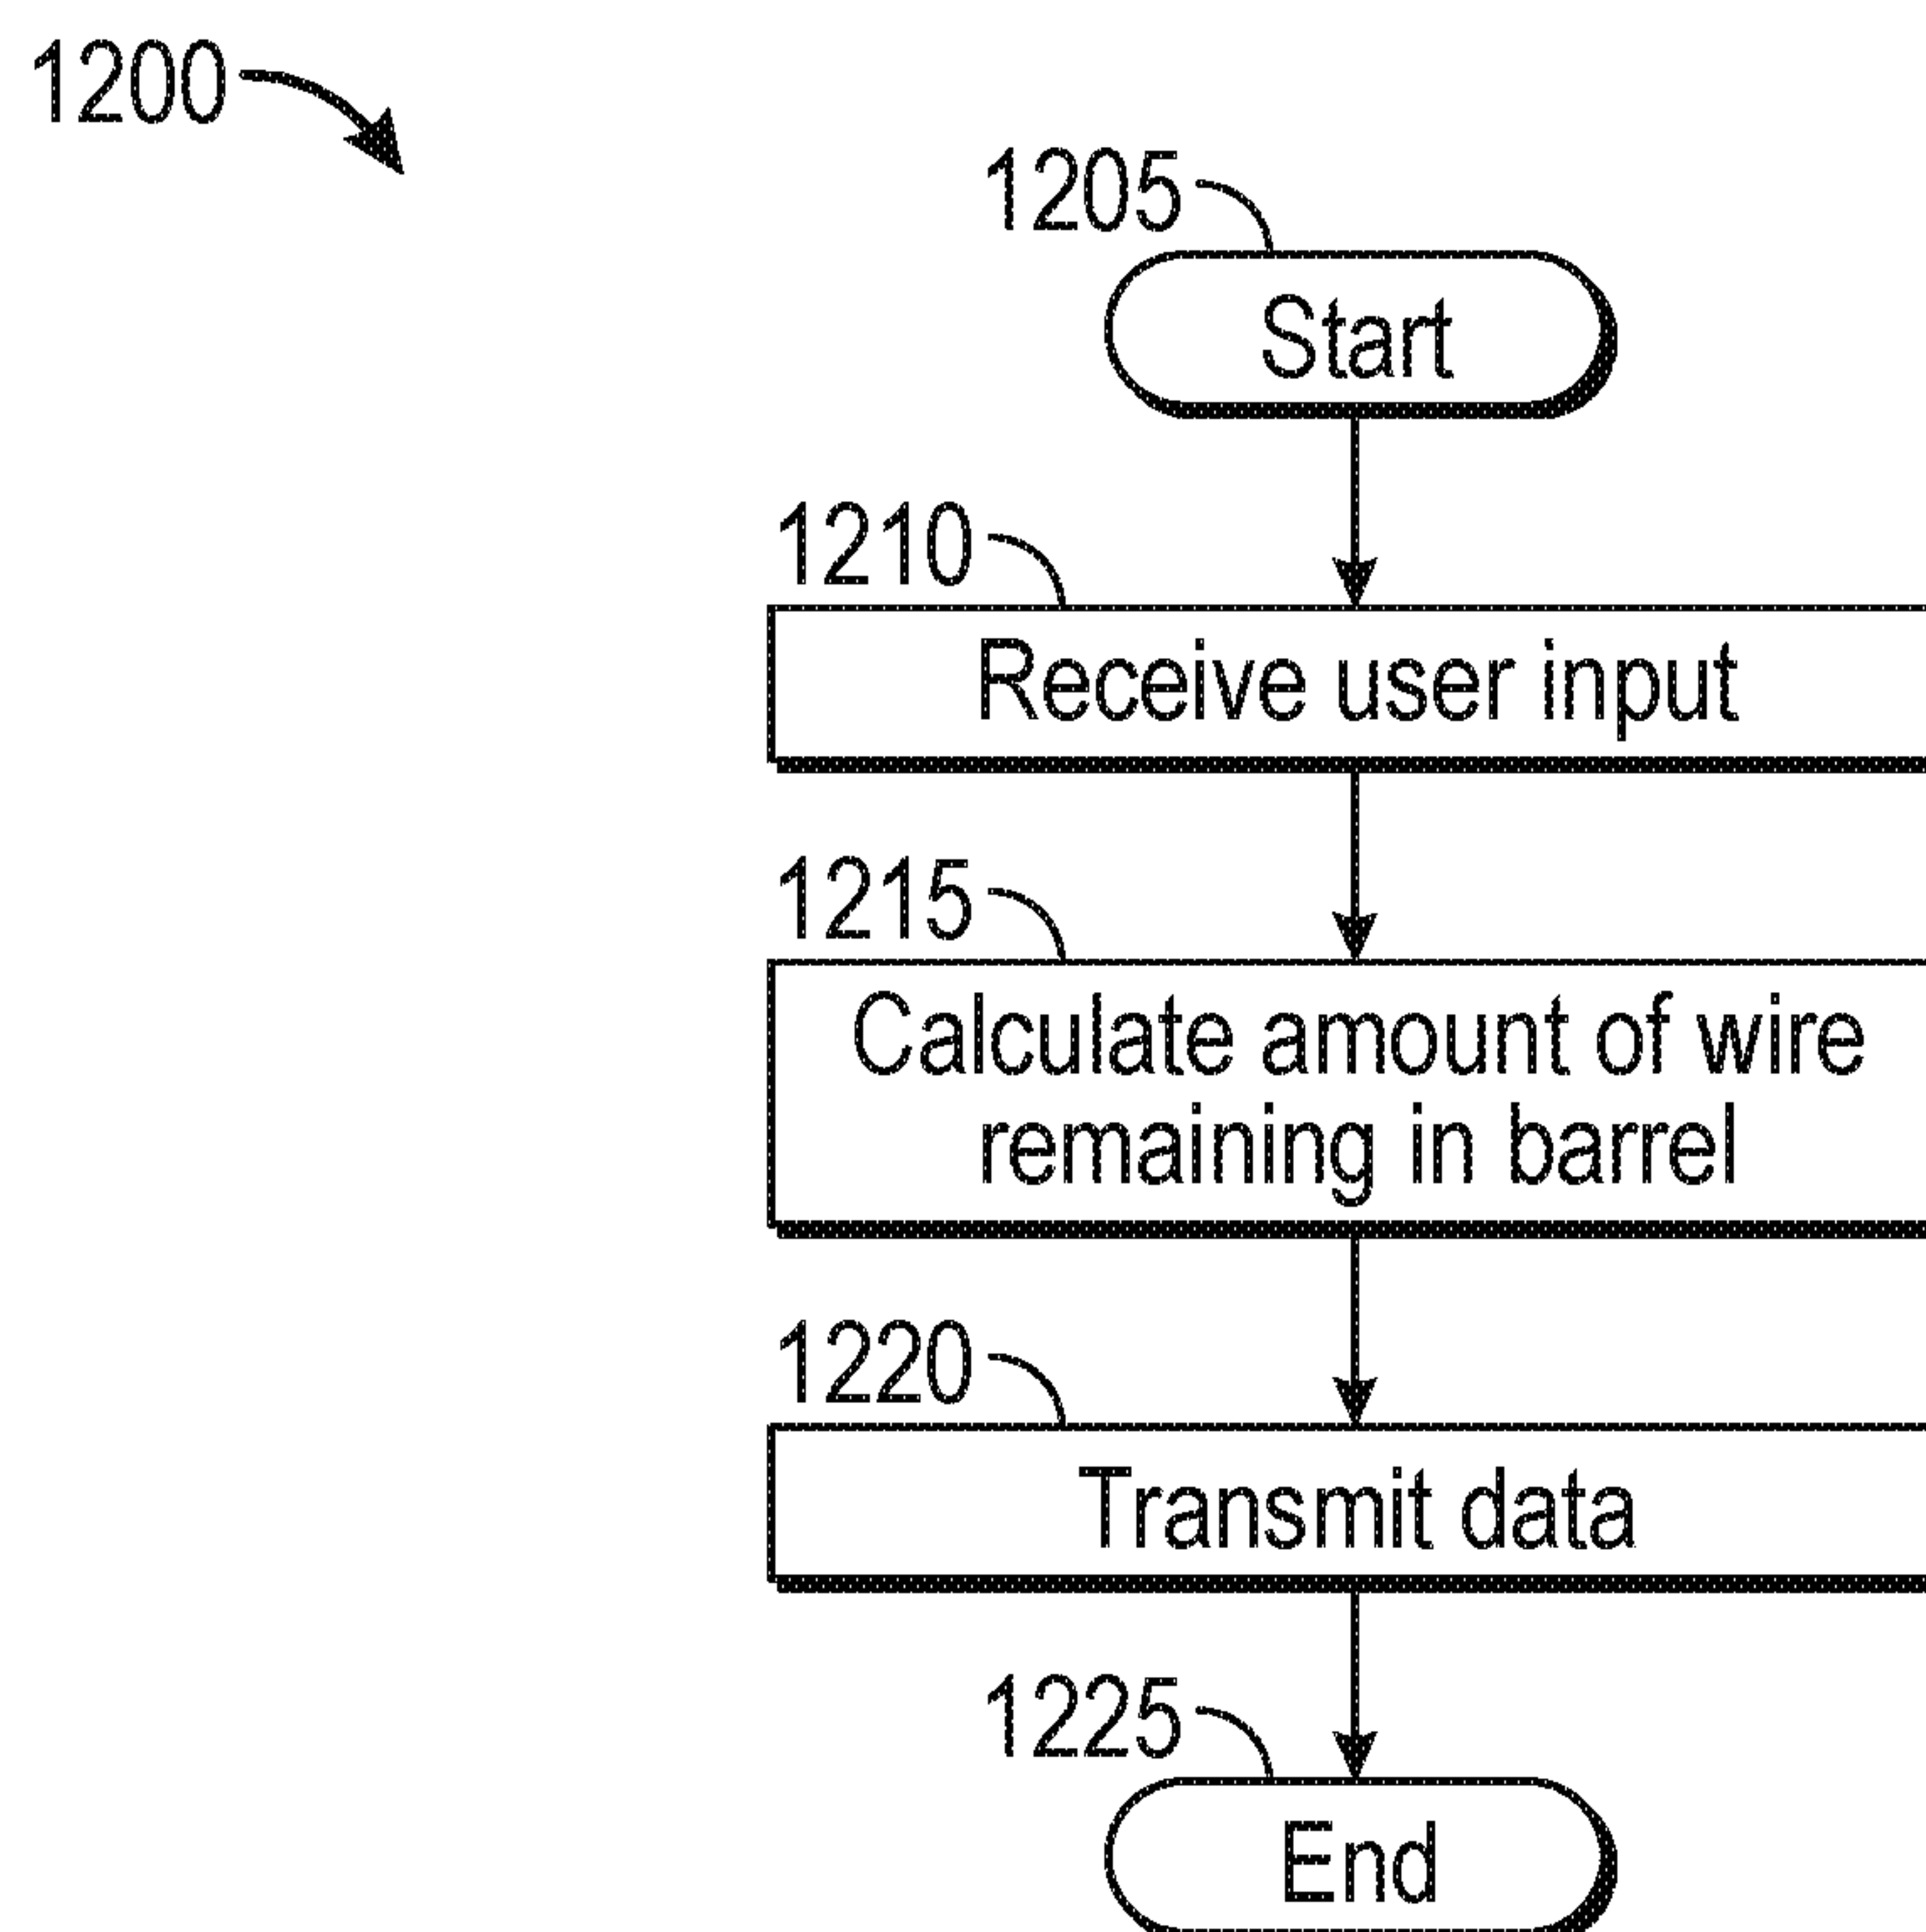 1200
1205
Start
1210
Receive user input
1215
Calculate amount of wire
remaining in barrel
1220
Transmit data
1225
End